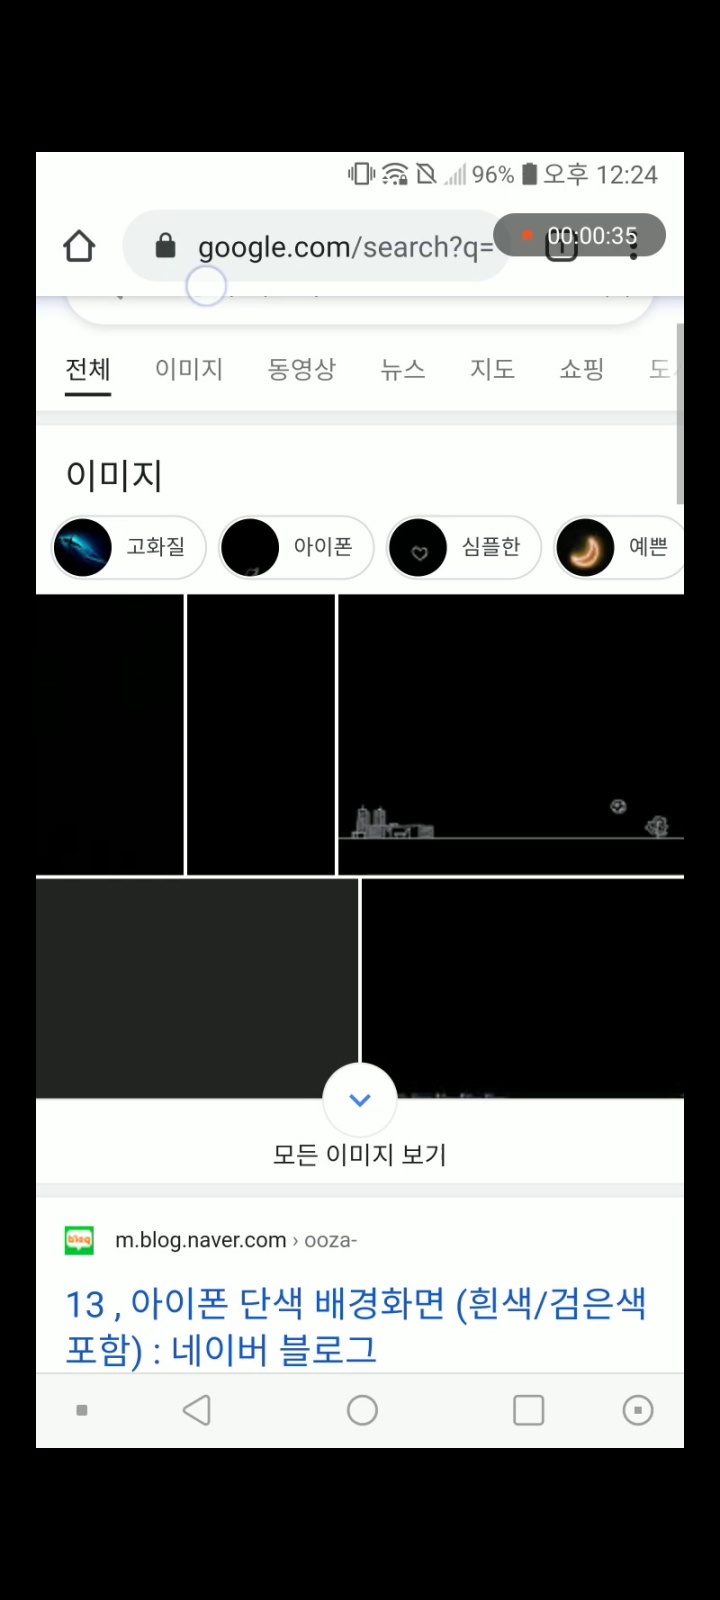 96% 오후 12:24
google.com/search?q=
00:00:35
전체 이미지 동영상 뉴스 지도 쇼핑
이미지
고화질 아이폰 심플한 예쁜
모든 이미지 보기
blog
m.blog.naver.com › ooza-
13 , 아이폰 단색 배경화면 (흰색/검은색
포함) : 네이버 블로그